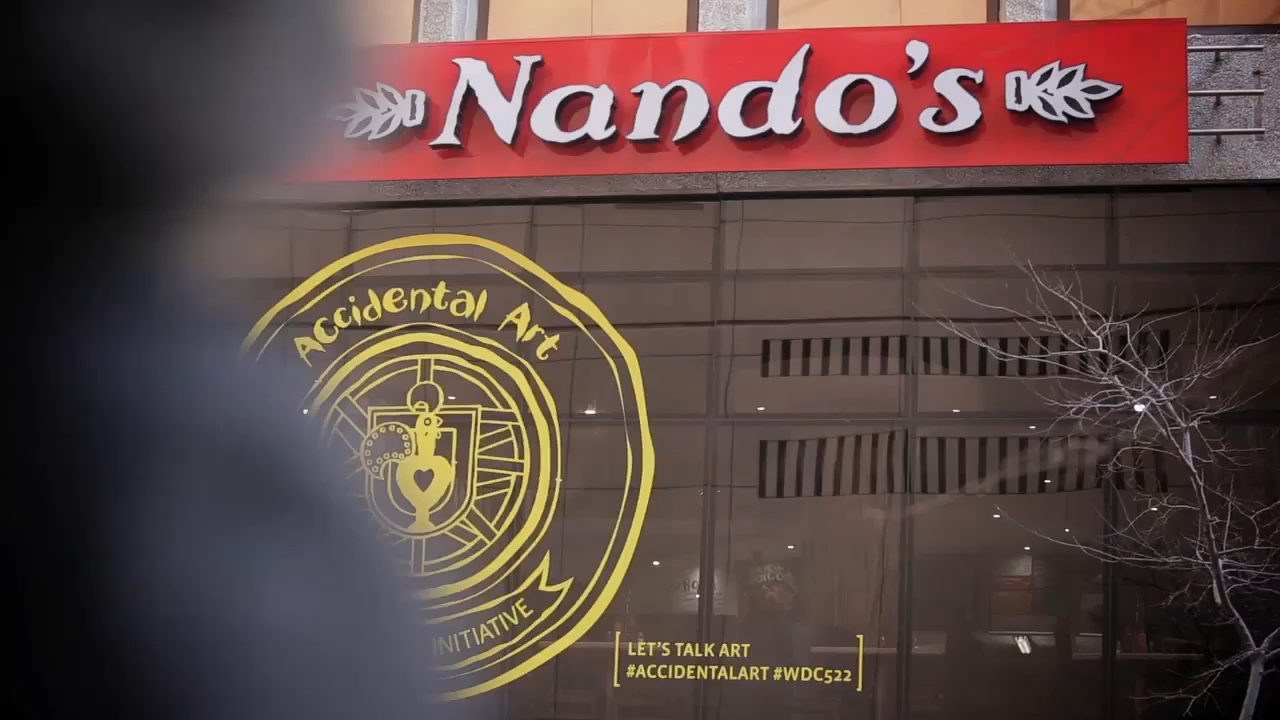 Nando's
Accidental Art
INITIATIVE
LET'S TALK ART
#ACCIDENTALART #WDC522